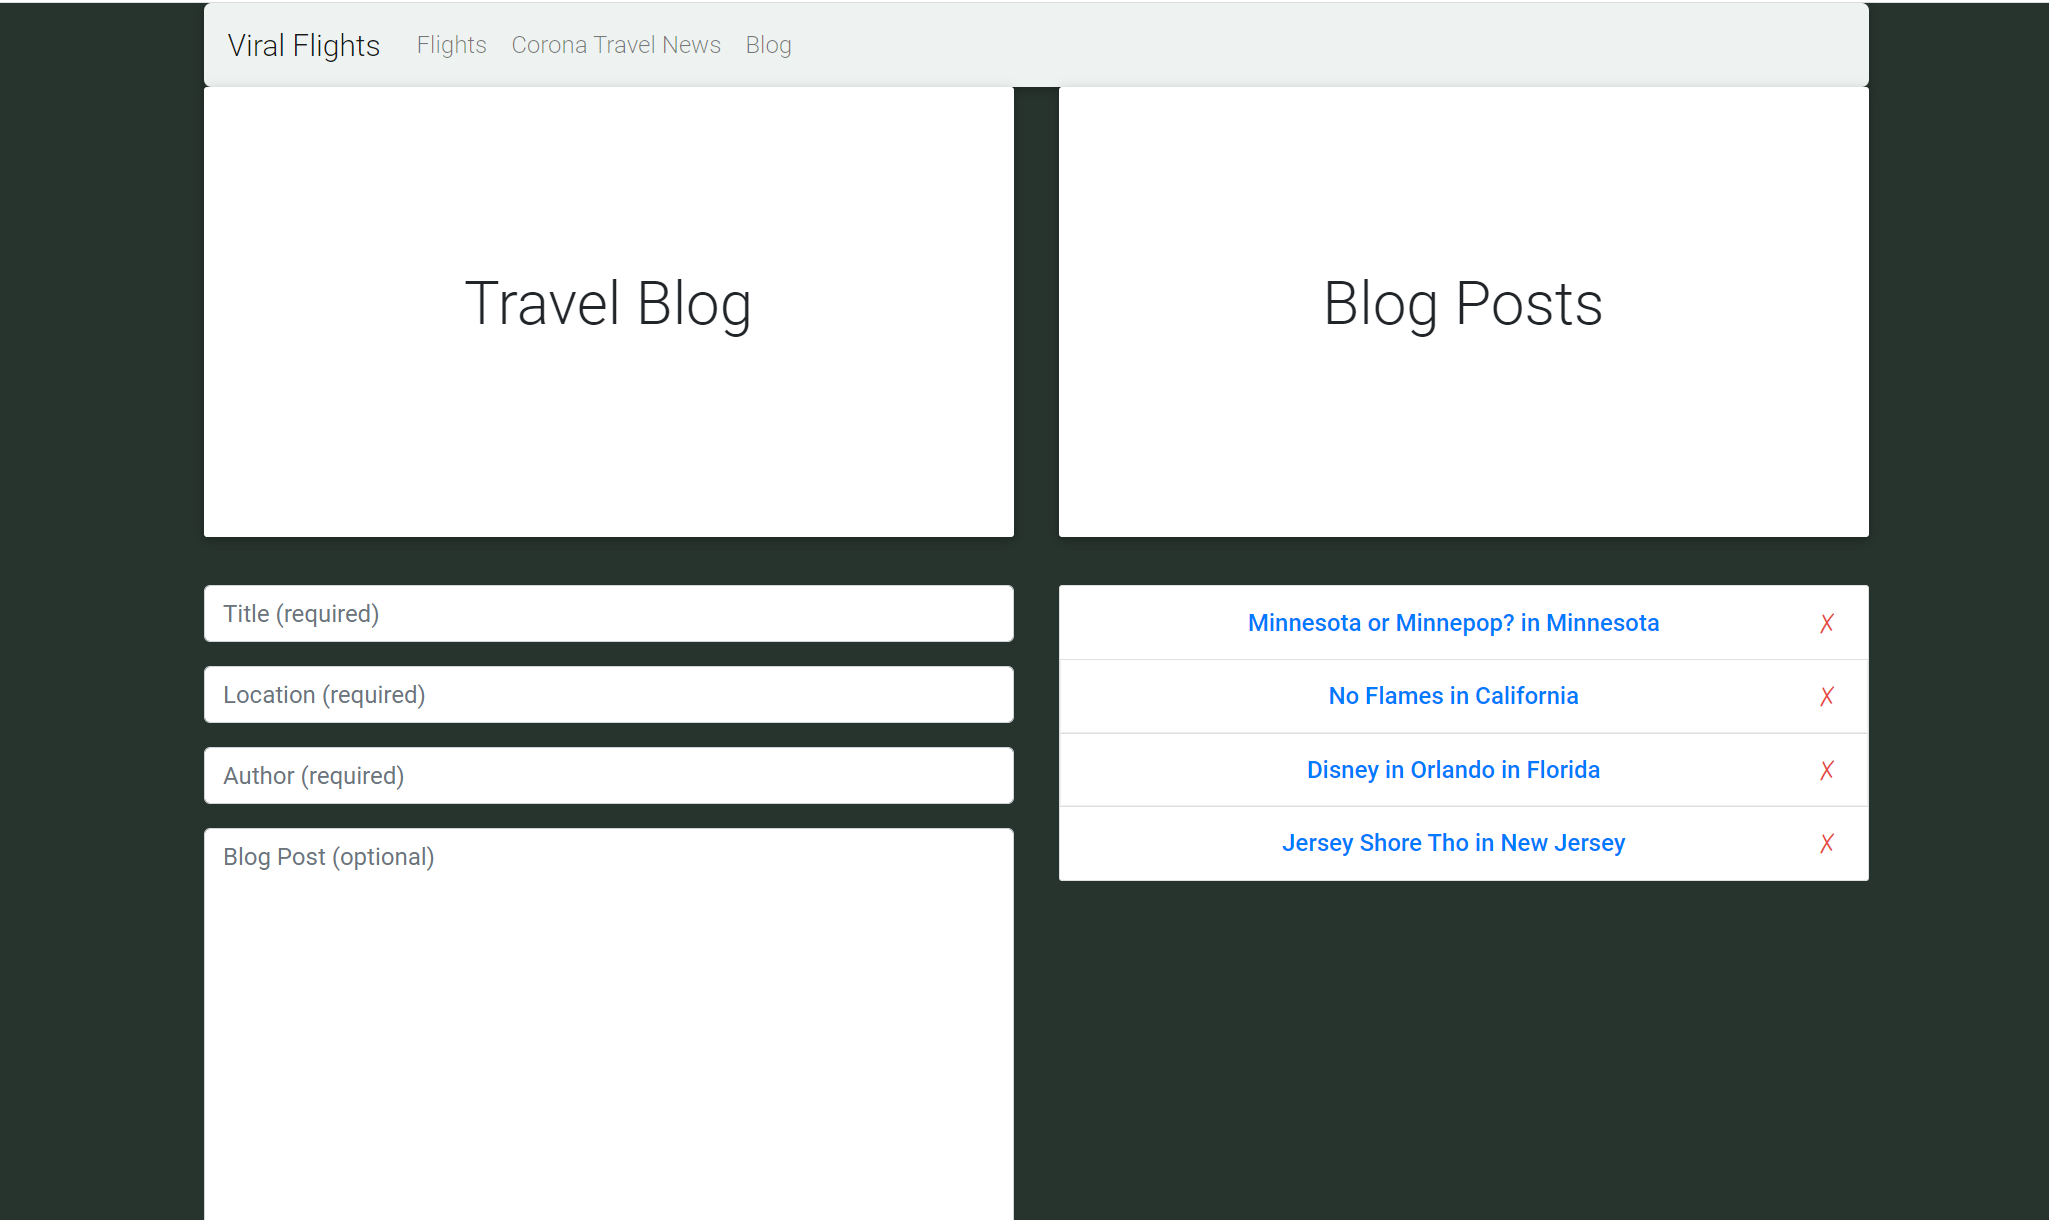 Viral Flights Flights Corona Travel News Blog
Travel Blog
Blog Posts
Title (required)
Location (required)
Author (required)
Blog Post (optional)
Minnesota or Minnepop? in Minnesota ✗
No Flames in California ✗
Disney in Orlando in Florida ✗
Jersey Shore Tho in New Jersey ✗